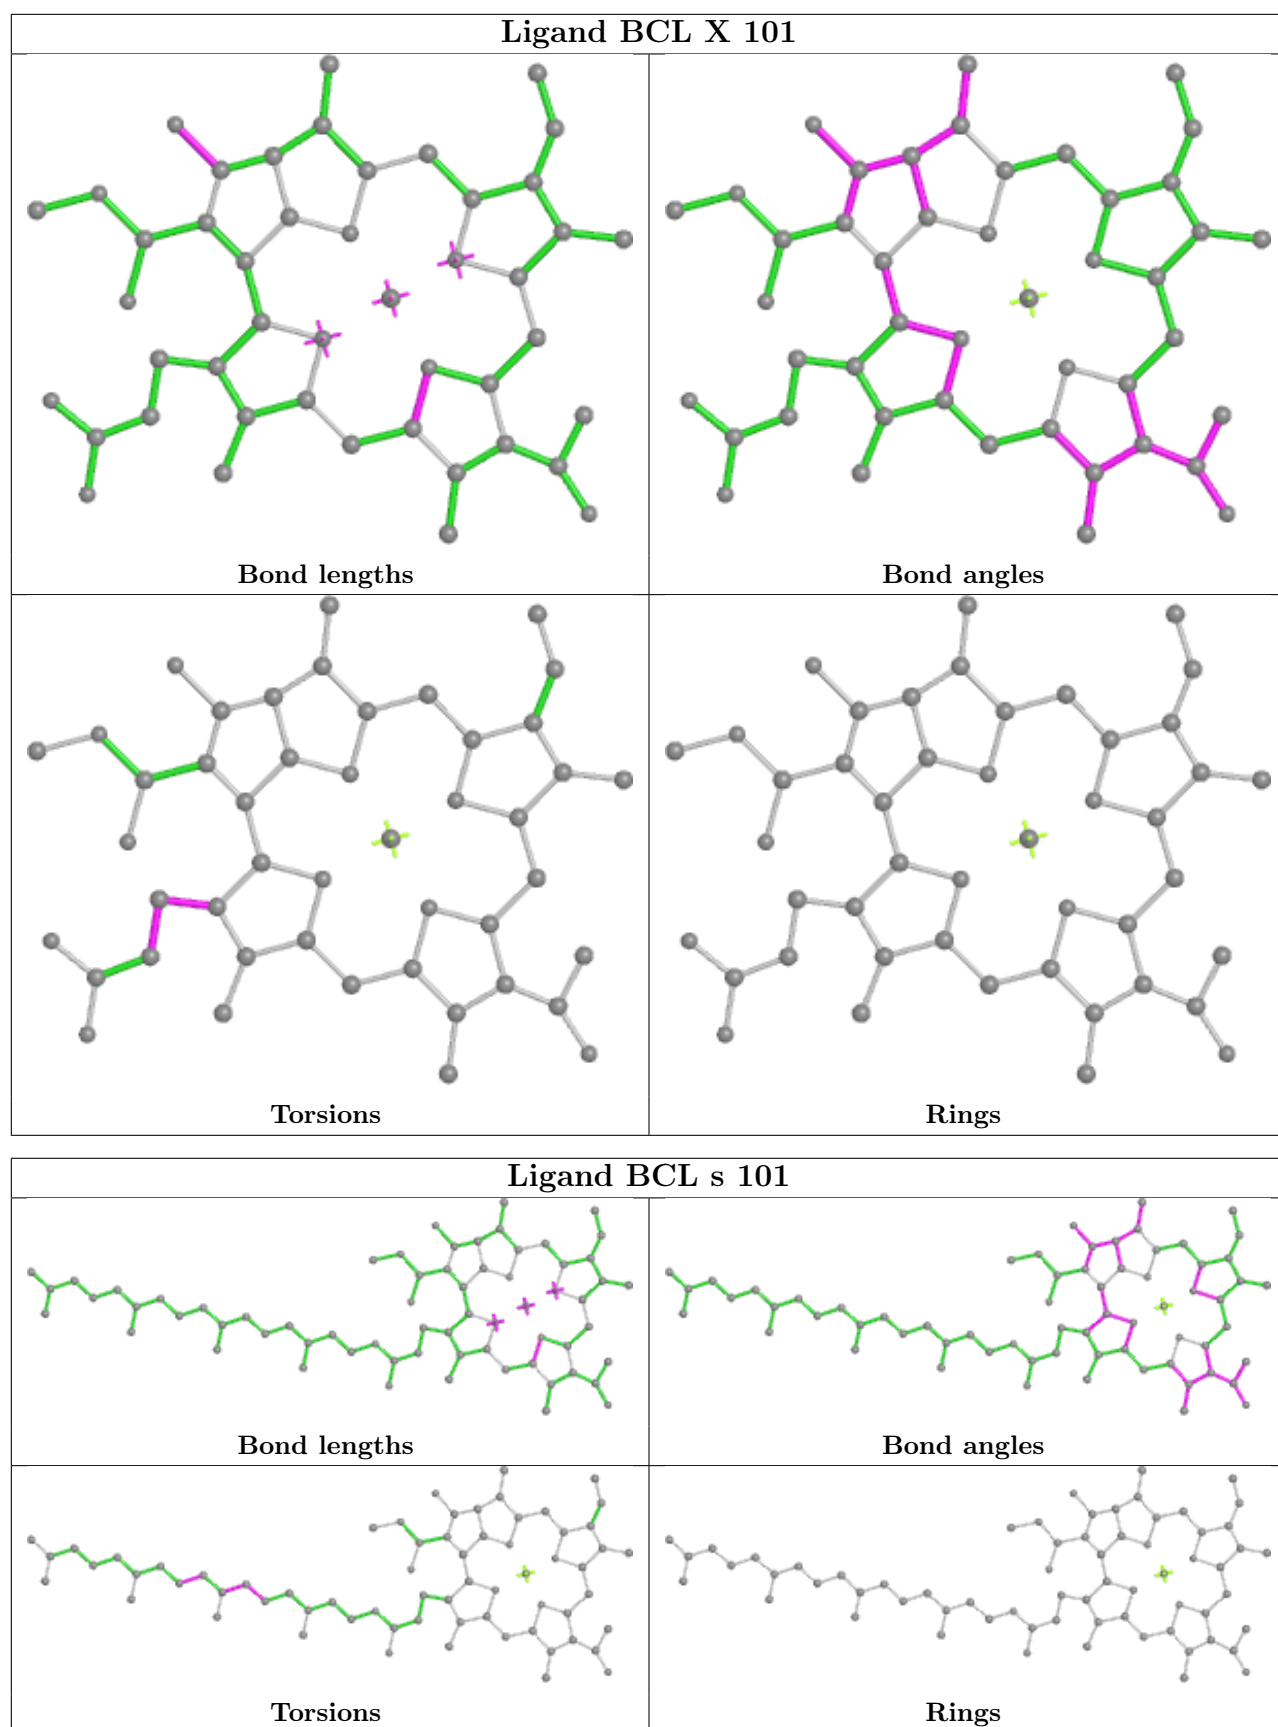 Ligand BCL X 101
Bond lengths
Bond angles
Torsions
Rings
Ligand BCL s 101
Bond lengths
Bond angles
Torsions
Rings